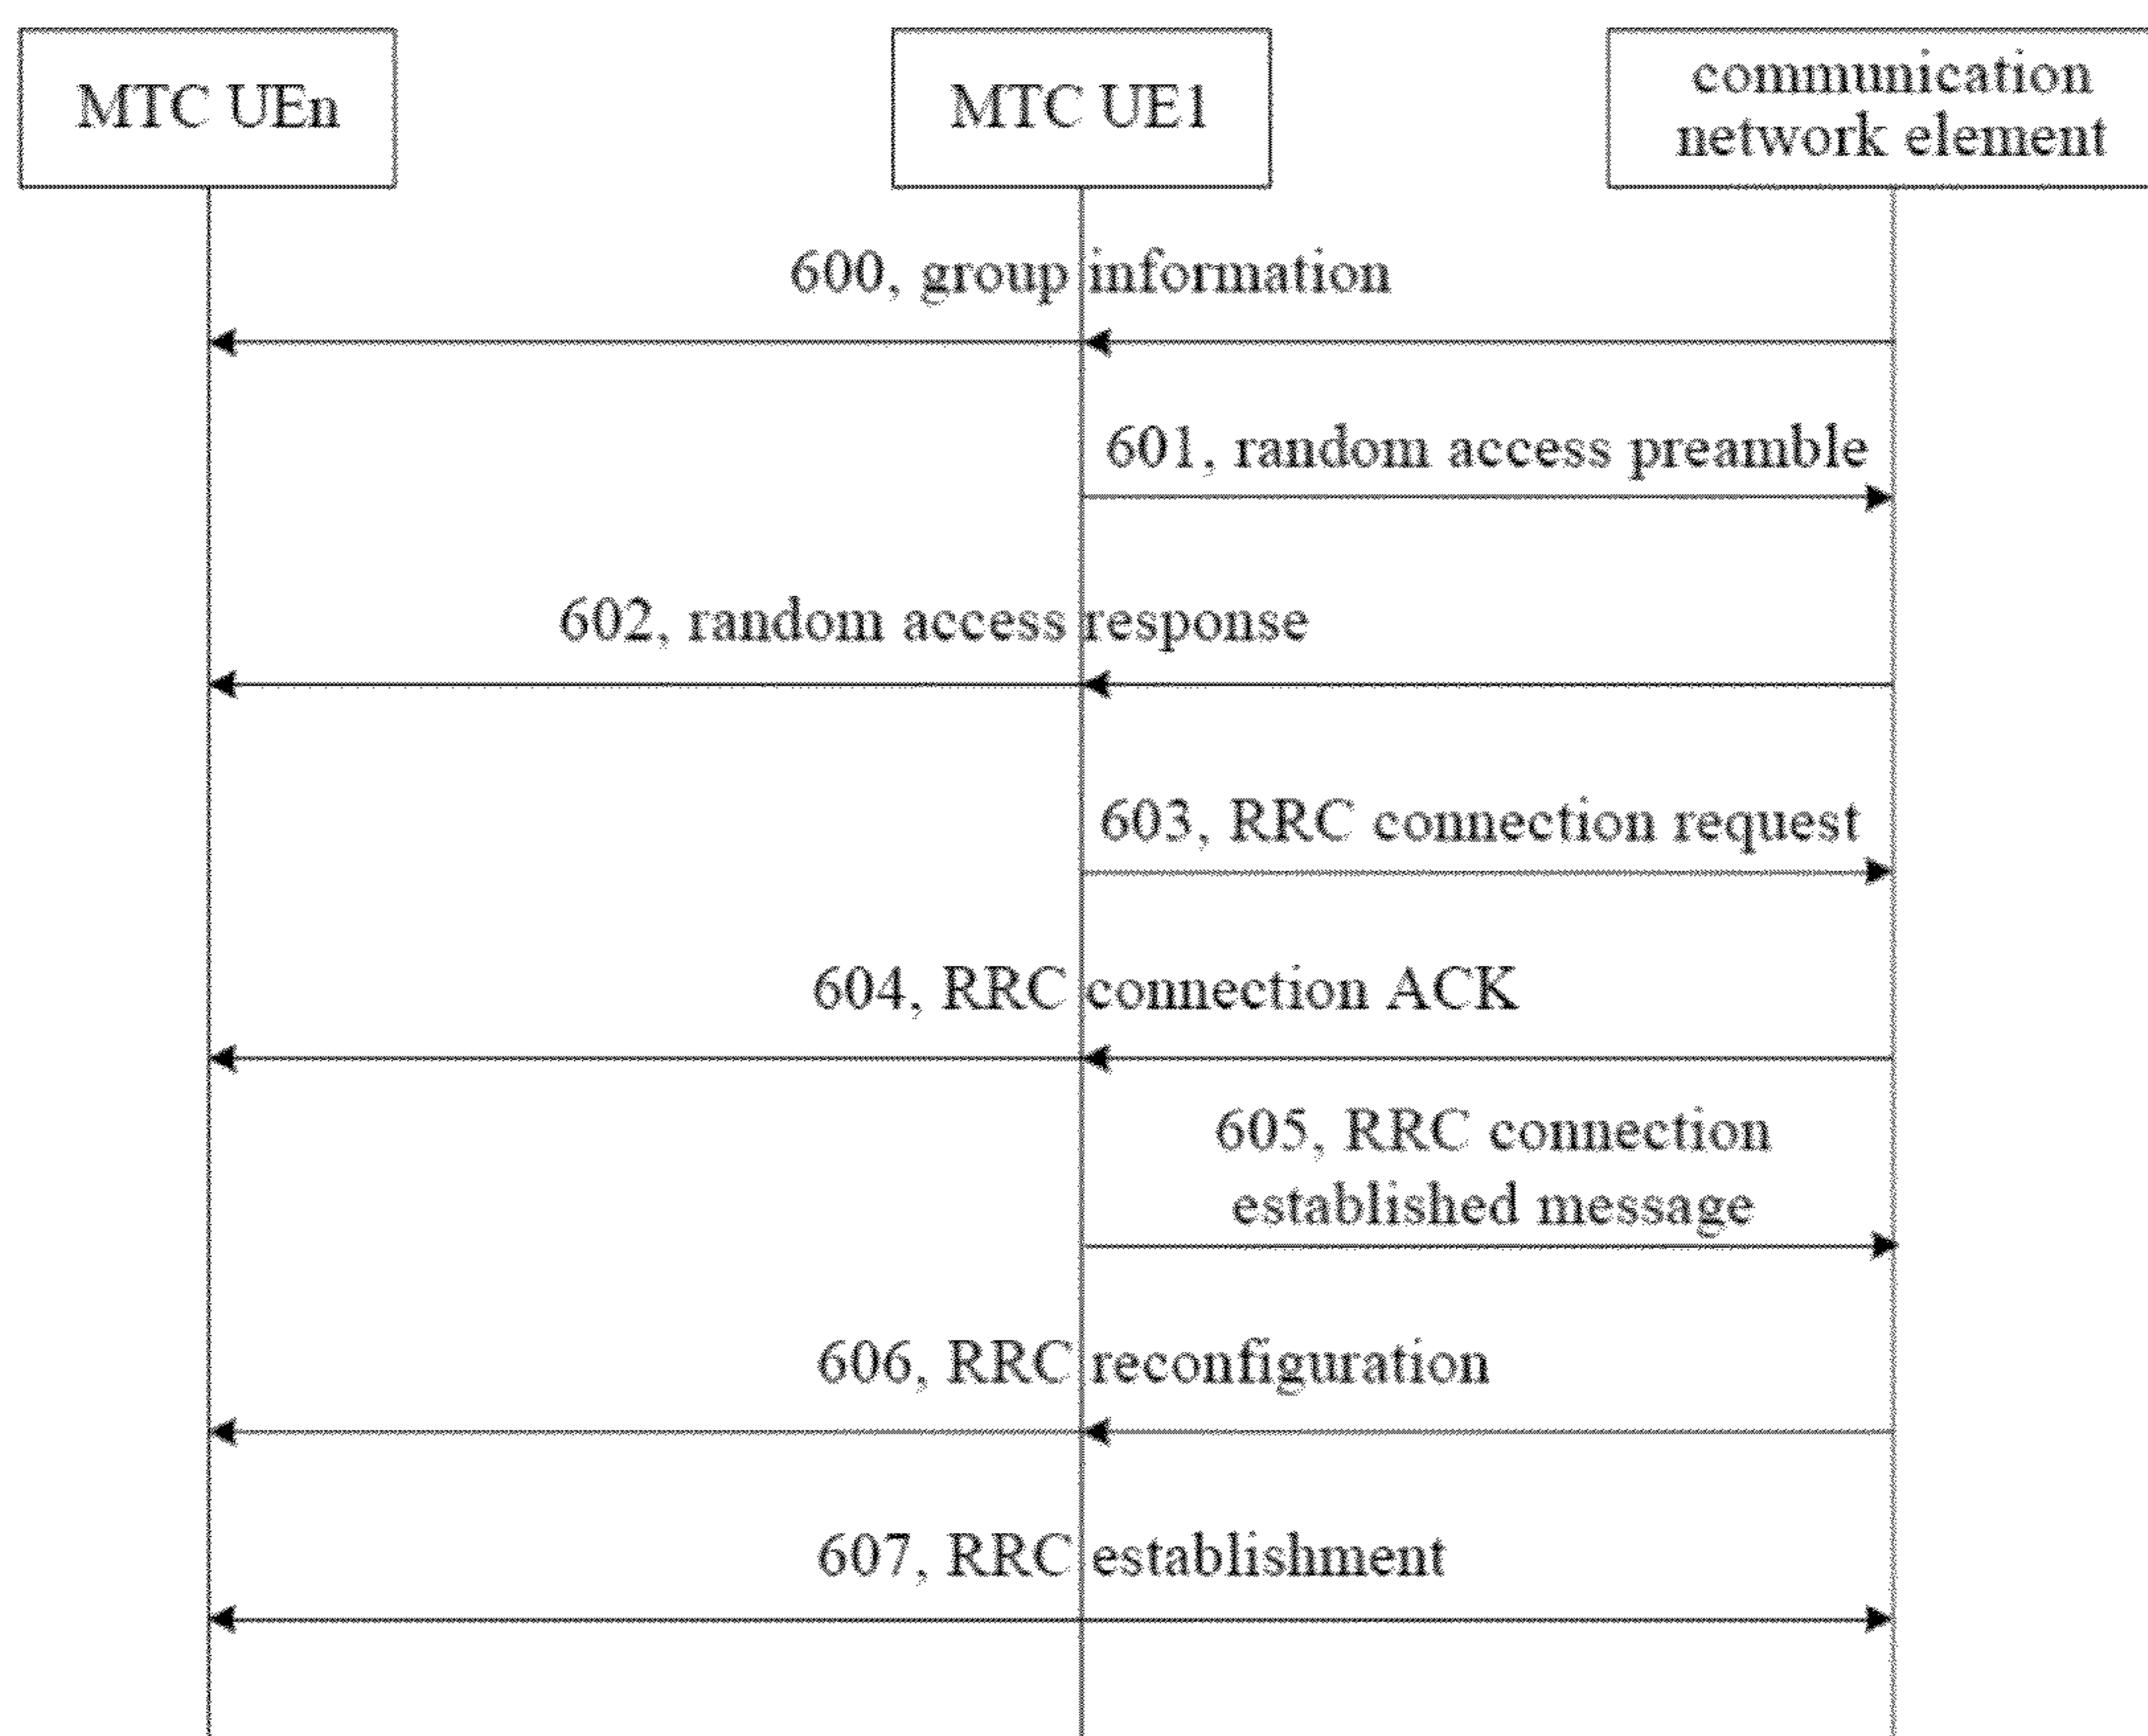 MTC UEn
MTC UE1
communication
network element
600, group information
601, random access preamble
602, random access response
603, RRC connection request
604, RRC connection ACK
605, RRC connection
established message
606, RRC reconfiguration
607, RRC establishment